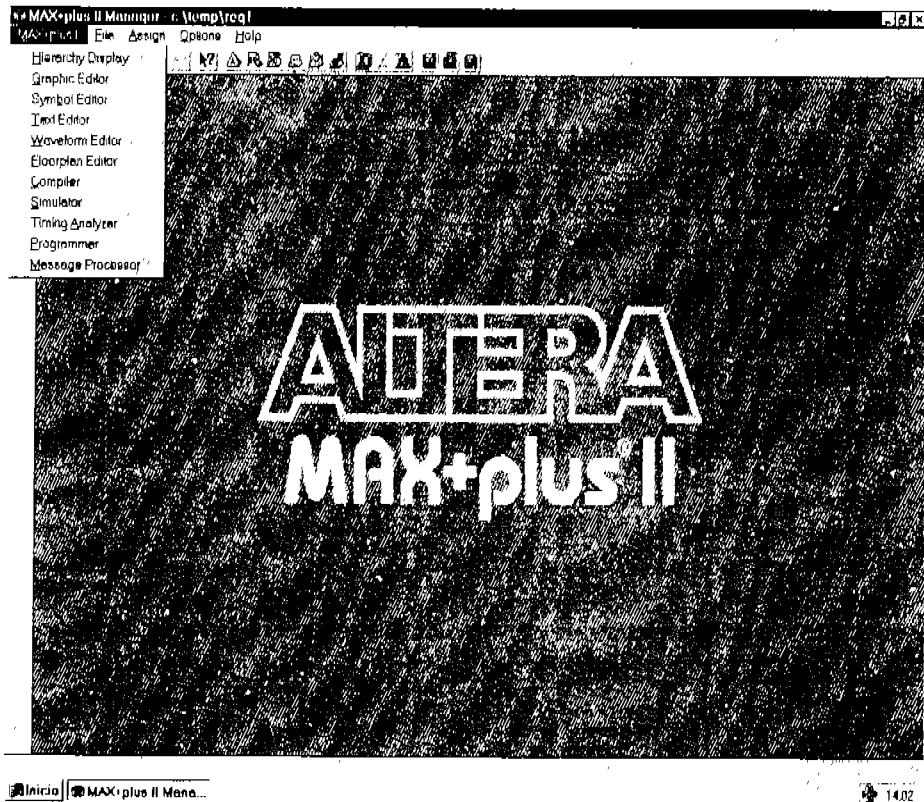 MAX+plus II Manager - c:\temp\reg1
MAX+plus II File Assign Options Help
Hierarchy Display
Graphic Editor
Symbol Editor
Text Editor
Waveform Editor
Floorplan Editor
Compiler
Simulator
Timing Analyzer
Programmer
Message Processor
ALTERA
MAX+plus® II
Inicio MAX+plus II Mana... 14:02